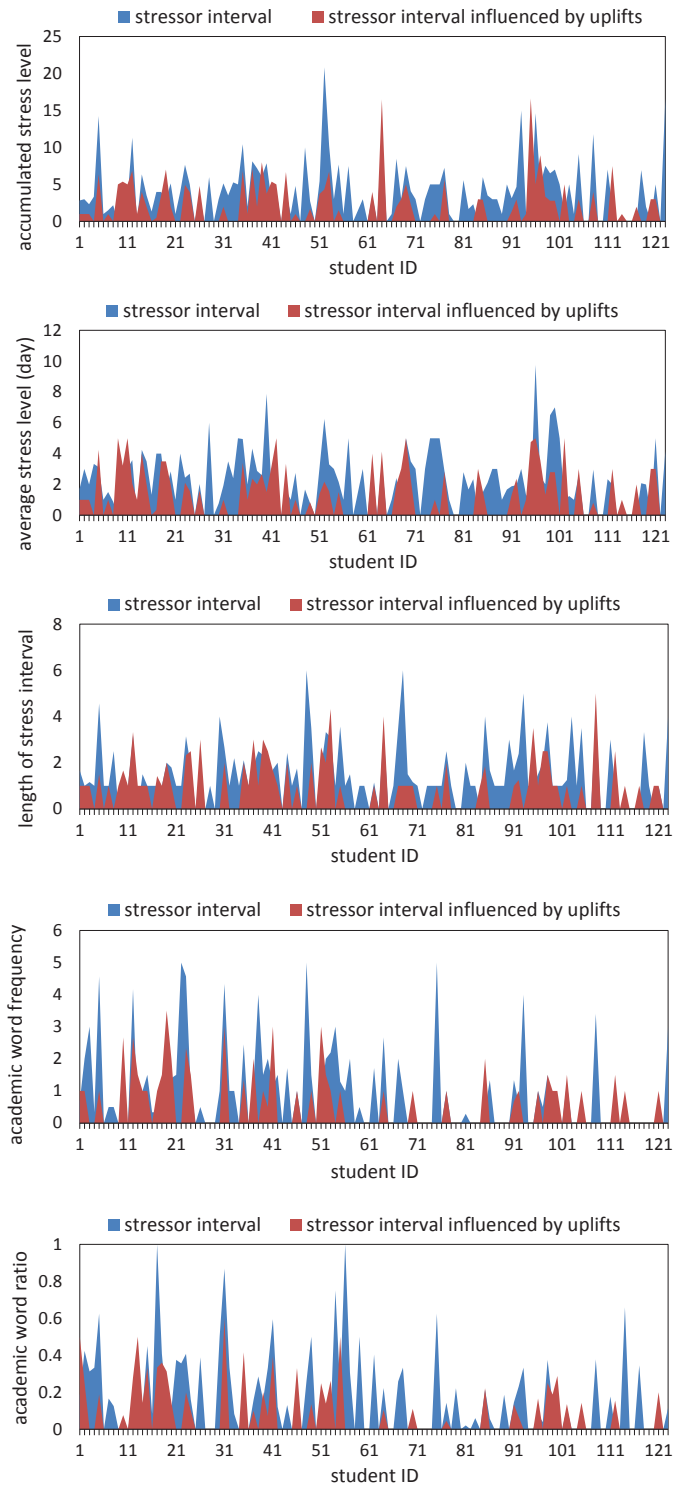 stressor interval stressor interval influenced by uplifts
accumulated stress level
25
20
15
10
5
0
1 11 21 31 41 51 61 71 81 91 101 111 121
student ID
stressor interval stressor interval influenced by uplifts
average stress level (day)
12
10
8
6
4
2
0
1 11 21 31 41 51 61 71 81 91 101 111 121
student ID
stressor interval stressor interval influenced by uplifts
length of stress interval
8
6
4
2
0
1 11 21 31 41 51 61 71 81 91 101 111 121
student ID
stressor interval stressor interval influenced by uplifts
academic word frequency
6
5
4
3
2
1
0
1 11 21 31 41 51 61 71 81 91 101 111 121
student ID
stressor interval stressor interval influenced by uplifts
academic word ratio
1
0.8
0.6
0.4
0.2
0
1 11 21 31 41 51 61 71 81 91 101 111 121
student ID